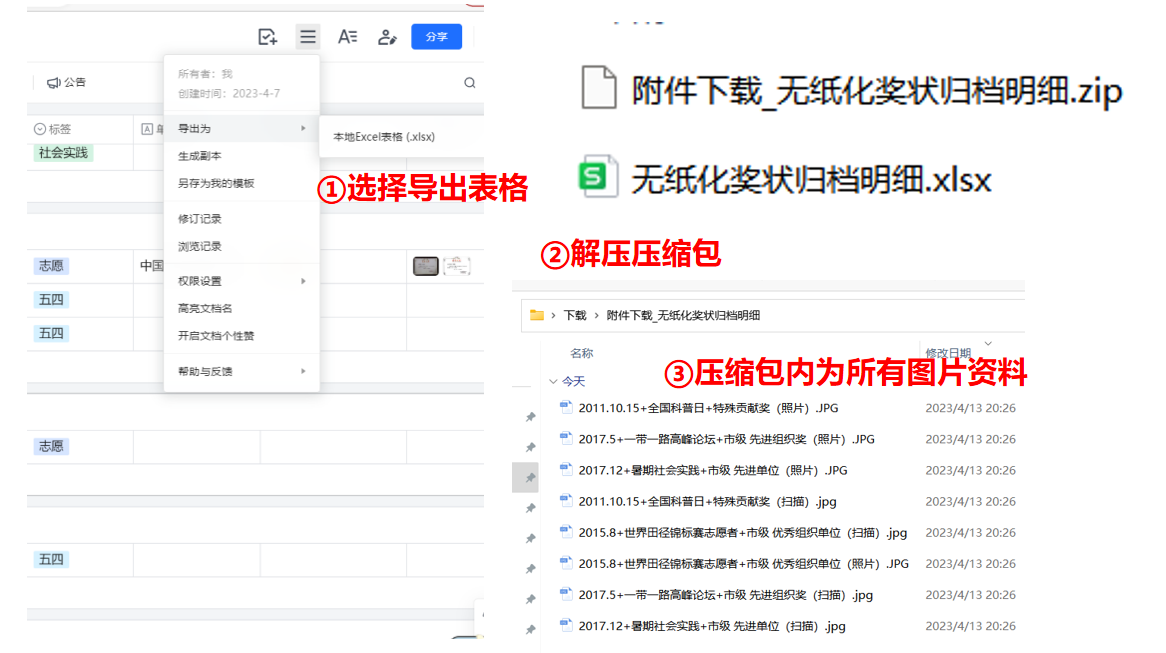 分享
公告
所有者：我
创建时间：2023-4-7
导出为
本地Excel表格 (.xlsx)
生成副本
另存为我的模板
修订记录
浏览记录
权限设置
高亮文档名
开启文档个性赞
帮助与反馈
标签
社会实践
志愿
中国
五四
五四
志愿
五四
①选择导出表格
附件下载_无纸化奖状归档明细.zip
无纸化奖状归档明细.xlsx
②解压压缩包
下载 › 附件下载_无纸化奖状归档明细
名称
修改日期
③压缩包内为所有图片资料
今天
2011.10.15+全国科普日+特殊贡献奖（照片）.JPG 2023/4/13 20:26
2017.5+一带一路高峰论坛+市级 先进组织奖（照片）.JPG 2023/4/13 20:26
2017.12+暑期社会实践+市级 先进单位（照片）.JPG 2023/4/13 20:26
2011.10.15+全国科普日+特殊贡献奖（扫描）.jpg 2023/4/13 20:26
2015.8+世界田径锦标赛志愿者+市级 优秀组织单位（扫描）.jpg 2023/4/13 20:26
2015.8+世界田径锦标赛志愿者+市级 优秀组织单位（照片）.JPG 2023/4/13 20:26
2017.5+一带一路高峰论坛+市级 先进组织奖（扫描）.jpg 2023/4/13 20:26
2017.12+暑期社会实践+市级 先进单位（扫描）.jpg 2023/4/13 20:26